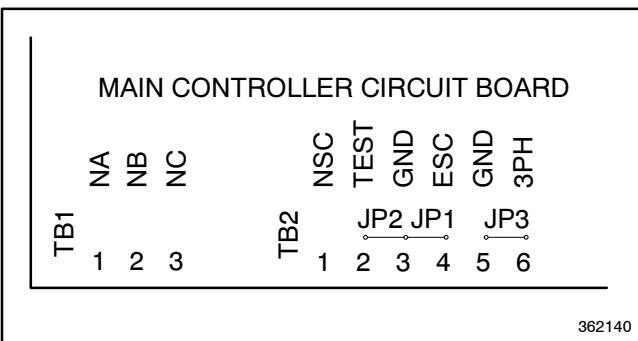 MAIN CONTROLLER CIRCUIT BOARD
NA NB NC NSC TEST GND ESC GND 3PH
TB1 TB2 JP2 JP1 JP3
1 2 3 1 2 3 4 5 6
362140